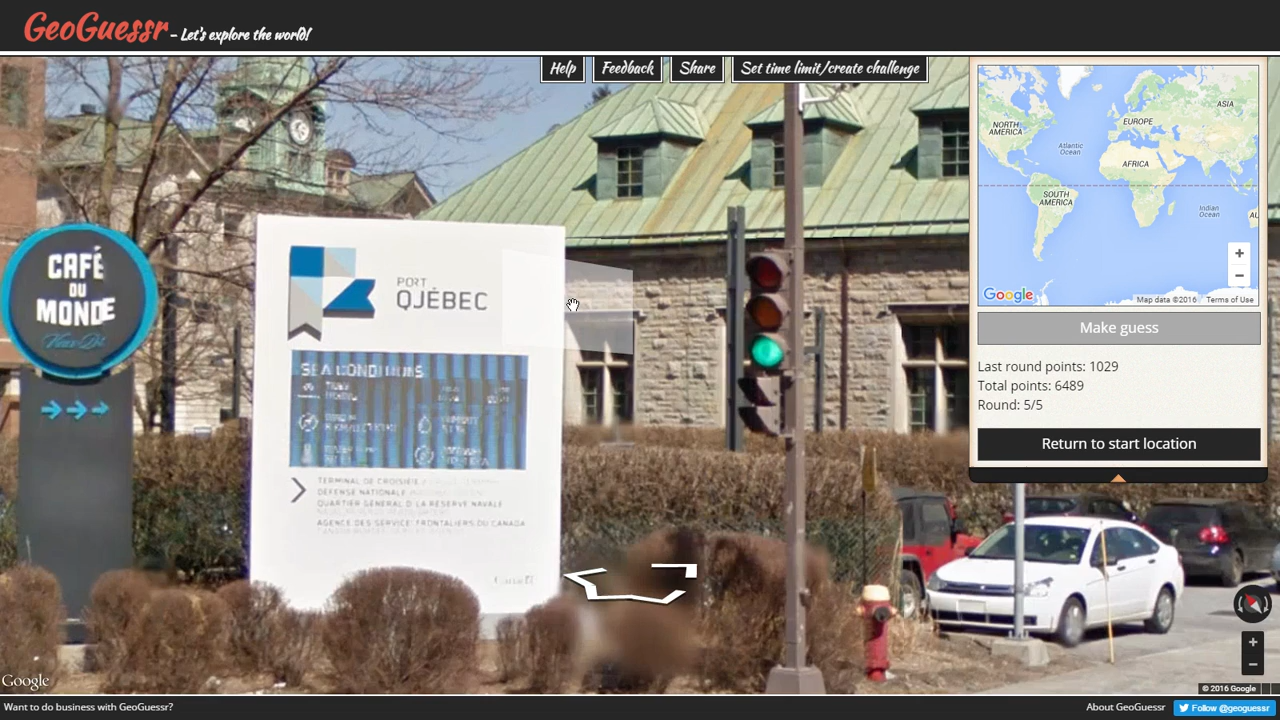 GeoGuessr - Let's explore the world!
Help
Feedback
Share
Set time limit/create challenge
CAFÉ
DU
MONDE
PORT
QUÉBEC
SEA CONDITIONS
TERMINAL DE CROISIÈRE /
DÉFENSE NATIONALE /
QUARTIER GÉNÉRAL D LA RÉSERVE NAVALE
AGENCE DES SERVICE FRONTALIERS DU CANADA
NORTH
AMERICA
Atlantic
Ocean
EUROPE
ASIA
AFRICA
SOUTH
AMERICA
Indian
Ocean
AU
+
−
Google
Map data ©2016
Terms of Use
Make guess
Last round points: 1029
Total points: 6489
Round: 5/5
Return to start location
+
−
Google
© 2016 Google
Want to do business with GeoGuessr?
About GeoGuessr
Follow @geoguessr